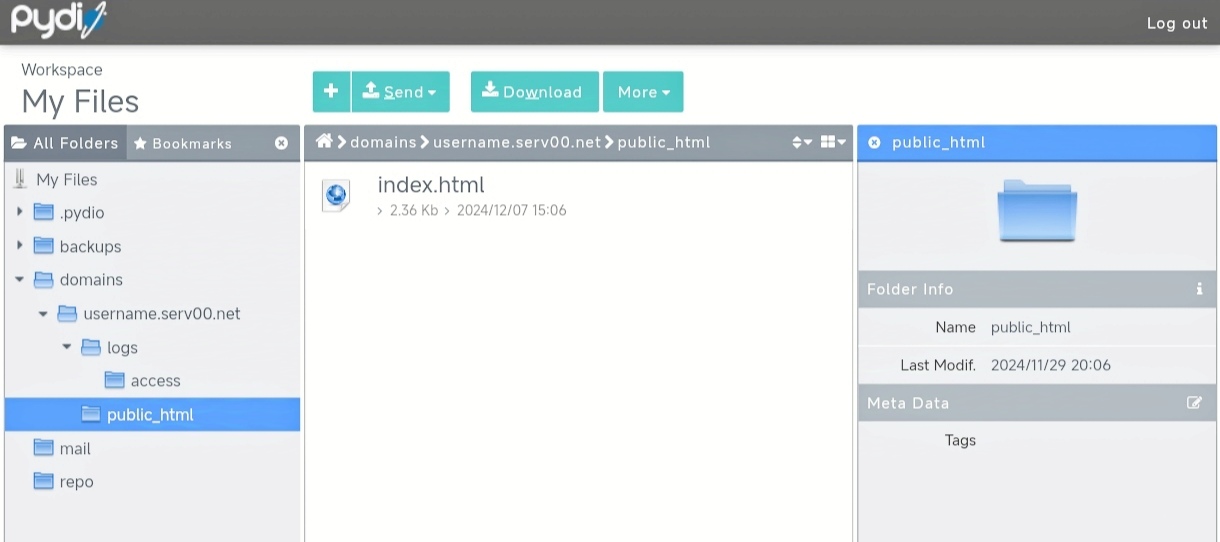 pydio
Log out
Workspace
My Files
Send
Download
More
All Folders
Bookmarks
domains
username.serv00.net
public_html
public_html
My Files
.pydio
backups
domains
username.serv00.net
logs
access
public_html
mail
repo
index.html
› 2.36 Kb › 2024/12/07 15:06
Folder Info
Name public_html
Last Modif. 2024/11/29 20:06
Meta Data
Tags